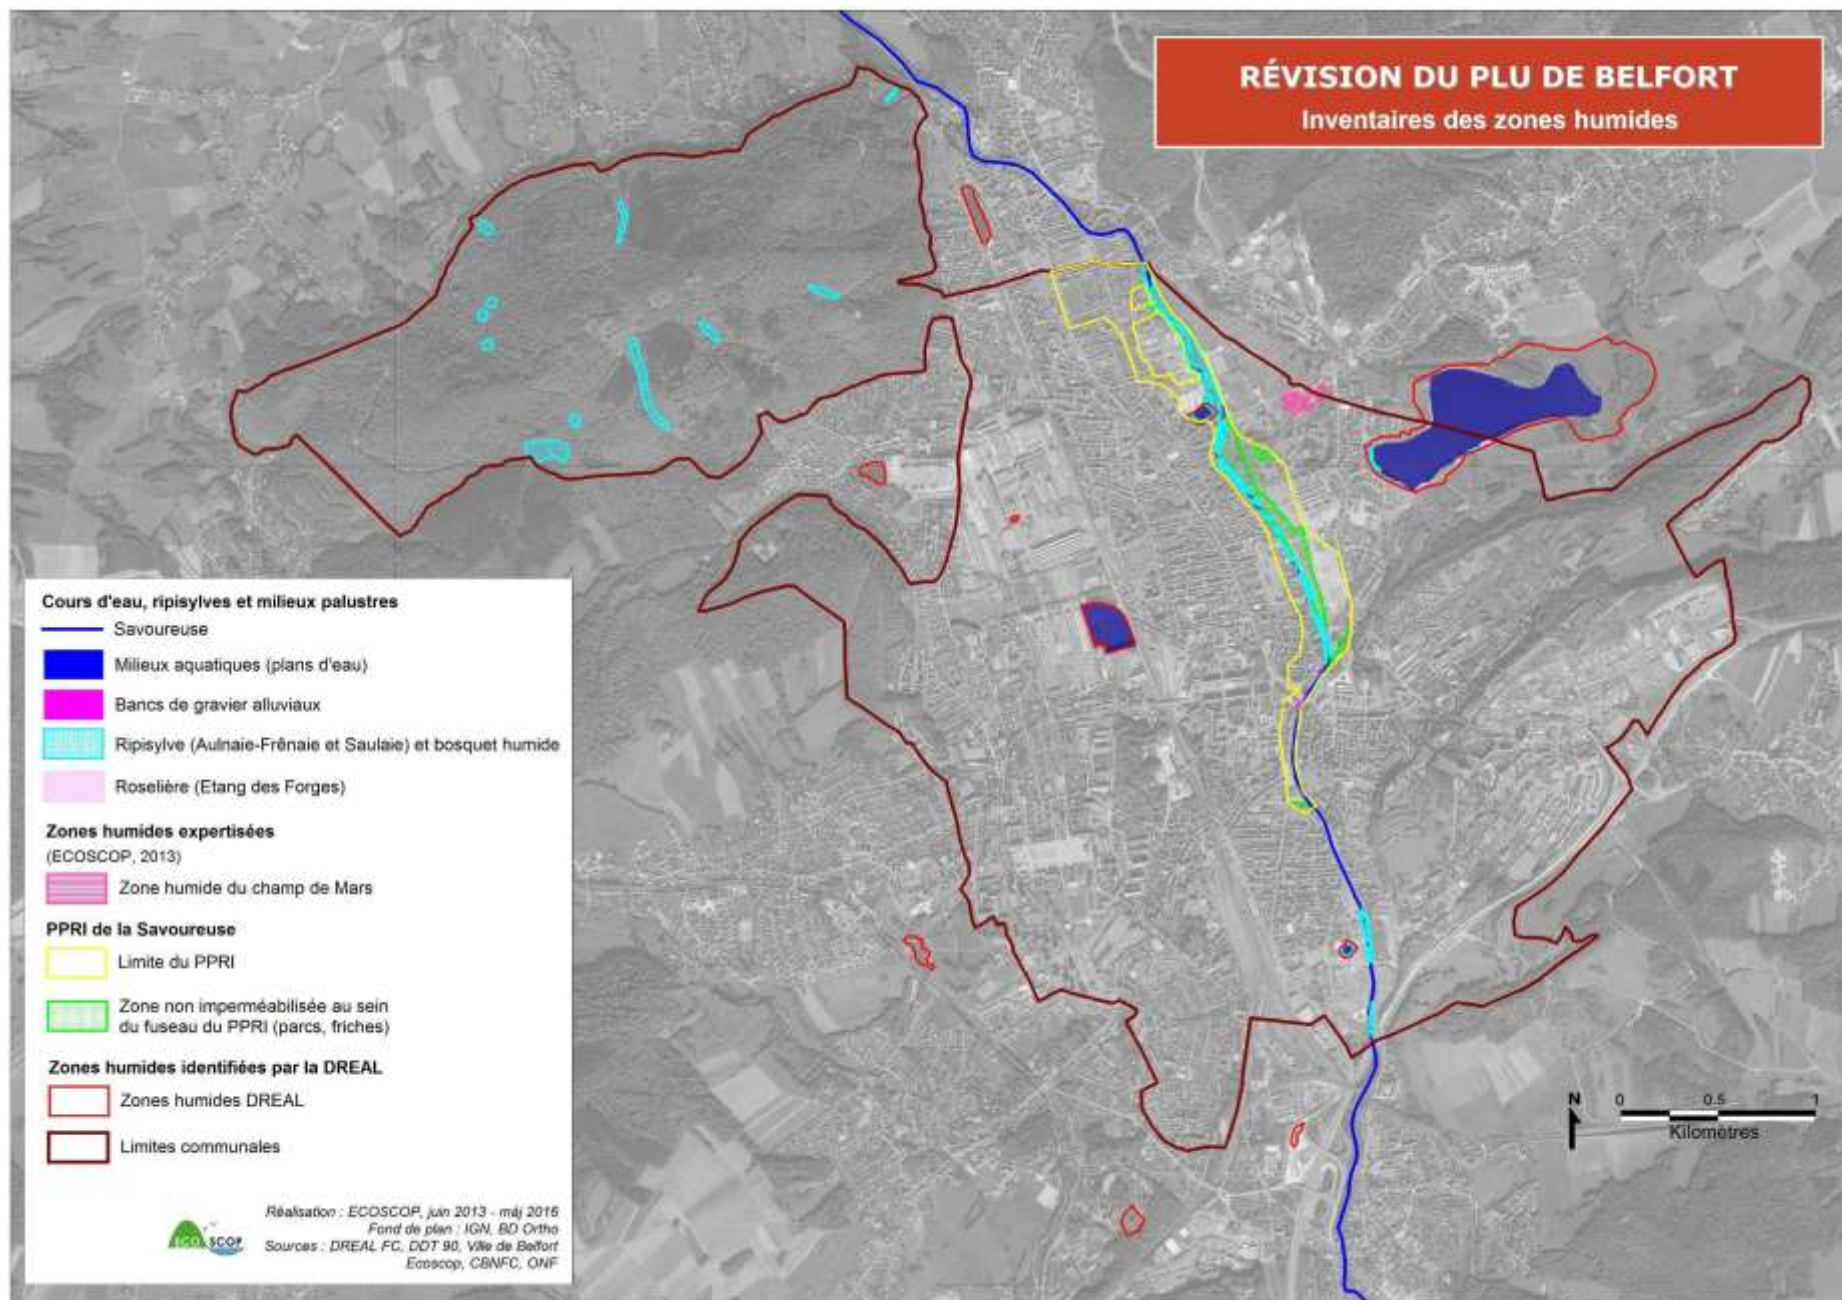 RÉVISION DU PLU DE BELFORT
Inventaires des zones humides
Cours d'eau, ripisylves et milieux palustres
Savoureuse
Milieux aquatiques (plans d'eau)
Bancs de gravier alluviaux
Ripisylve (Aulnaie-Frênaie et Saulaie) et bosquet humide
Roselière (Etang des Forges)
Zones humides expertisées
(ECOSCOP, 2013)
Zone humide du champ de Mars
PPRI de la Savoureuse
Limite du PPRI
Zone non imperméabilisée au sein
du fuseau du PPRI (parcs, friches)
Zones humides identifiées par la DREAL
Zones humides DREAL
Limites communales
ECO SCOP
Réalisation : ECOSCOP, juin 2013 - maj 2016
Fond de plan : IGN, BD Ortho
Sources : DREAL FC, DDT 90, Ville de Belfort
Ecoscop, CBNFC, ONF
N
0 0.5 1
Kilomètres